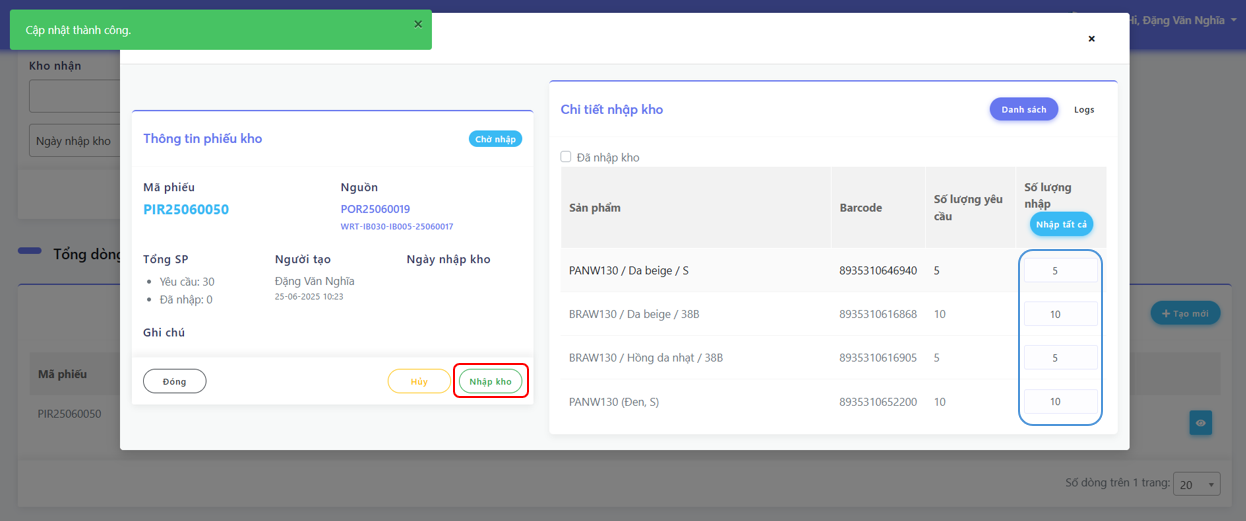 Cập nhật thành công.
×
Hi, Đặng Văn Nghĩa
×
Kho nhận
Ngày nhập kho
Tổng dòng
Mã phiếu
PIR25060050
Thông tin phiếu kho
Chờ nhập
Mã phiếu
Nguồn
PIR25060050
POR25060019
WRT-IB030-IB005-25060017
Tổng SP
Người tạo
Ngày nhập kho
Yêu cầu: 30
Đặng Văn Nghĩa
Đã nhập: 0
25-06-2025 10:23
Ghi chú
Đóng
Hủy
Nhập kho
Chi tiết nhập kho
Danh sách
Logs
Đã nhập kho
Sản phẩm
Barcode
Số lượng yêu
cầu
Số lượng
nhập
Nhập tất cả
PANW130 / Da beige / S
8935310646940
5
5
BRAW130 / Da beige / 38B
8935310616868
10
10
BRAW130 / Hồng da nhạt / 38B
8935310616905
5
5
PANW130 (Đen, S)
8935310652200
10
10
+ Tạo mới
Số dòng trên 1 trang:
20